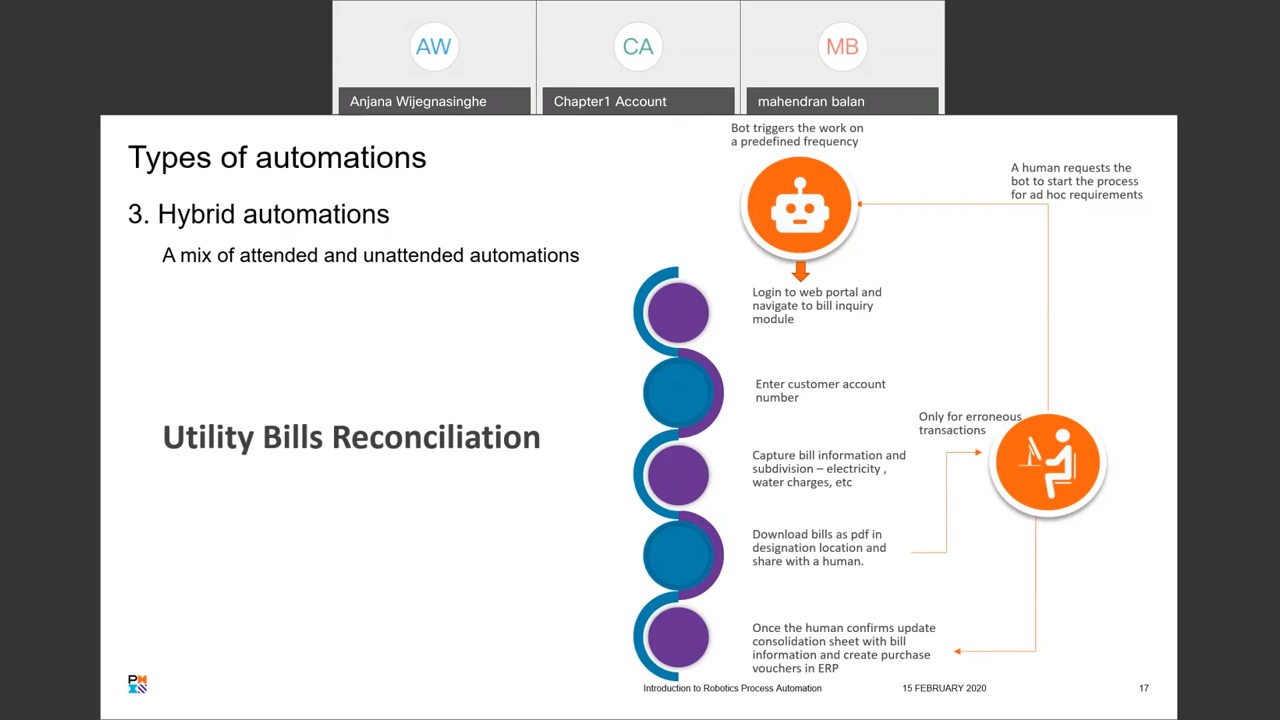 AW
CA
MB
Anjana Wijegnasinghe
Chapter1 Account
mahendran balan
Types of automations
3. Hybrid automations
A mix of attended and unattended automations
Utility Bills Reconciliation
Bot triggers the work on
a predefined frequency
A human requests the
bot to start the process
for ad hoc requirements
Login to web portal and
navigate to bill inquiry
module
Enter customer account
number
Only for erroneous
transactions
Capture bill information and
subdivision – electricity ,
water charges, etc
Download bills as pdf in
designation location and
share with a human.
Once the human confirms update
consolidation sheet with bill
information and create purchase
vouchers in ERP
Introduction to Robotics Process Automation
15 FEBRUARY 2020
17